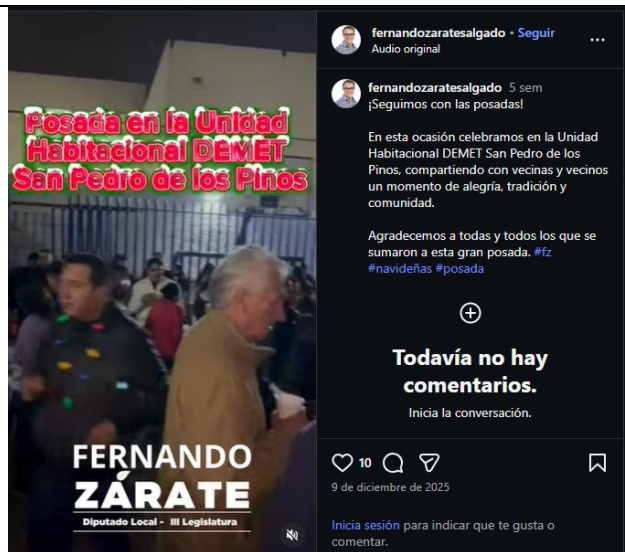 Posada en la Unidad
Habitacional DEMET
San Pedro de los Pinos
FERNANDO
ZÁRATE
Diputado Local - III Legislatura
fernandozaratesalgado • Seguir
Audio original
fernandozaratesalgado 5 sem
¡Seguimos con las posadas!
En esta ocasión celebramos en la Unidad
Habitacional DEMET San Pedro de los
Pinos, compartiendo con vecinas y vecinos
un momento de alegría, tradición y
comunidad.
Agradecemos a todas y todos los que se
sumaron a esta gran posada. #fz
#navideñas #posada
Todavía no hay
comentarios.
Inicia la conversación.
10
9 de diciembre de 2025
Inicia sesión para indicar que te gusta o
comentar.